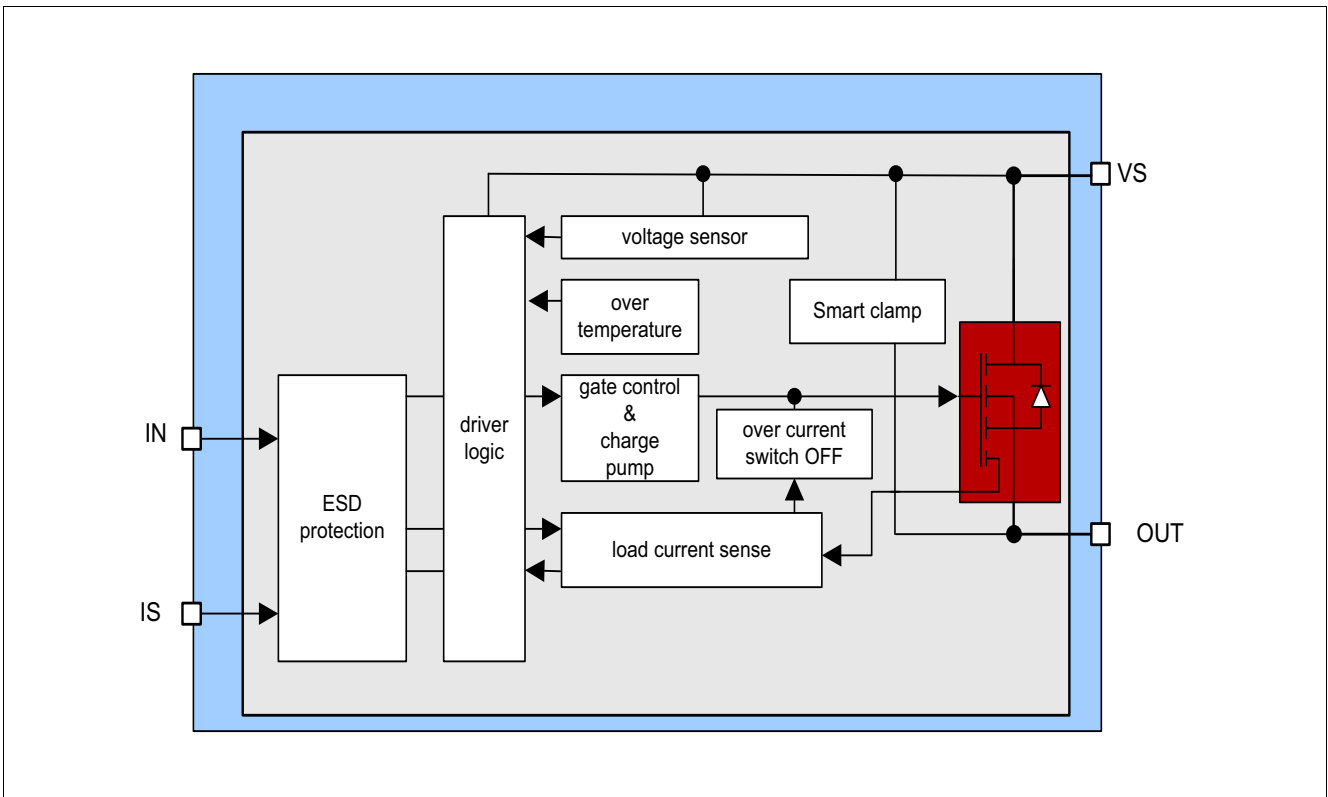 VS
voltage sensor
over
temperature
Smart clamp
gate control
&
charge
pump
over current
switch OFF
driver
logic
IN
ESD
protection
load current sense
OUT
IS